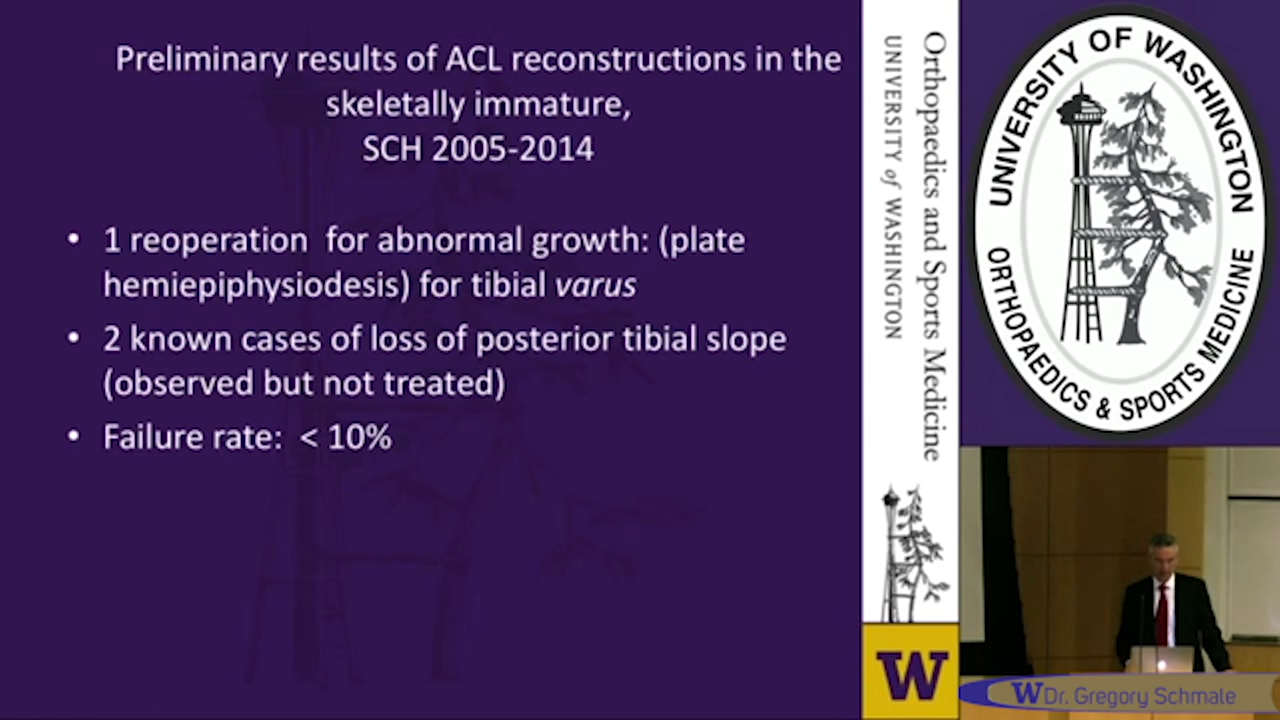 Preliminary results of ACL reconstructions in the
skeletally immature,
SCH 2005-2014
• 1 reoperation for abnormal growth: (plate
hemiepiphysiodesis) for tibial varus
• 2 known cases of loss of posterior tibial slope
(observed but not treated)
• Failure rate: < 10%
Orthopaedics and Sports Medicine
UNIVERSITY of WASHINGTON
W
UNIVERSITY OF WASHINGTON
ORTHOPAEDICS & SPORTS MEDICINE
W Dr. Gregory Schmale